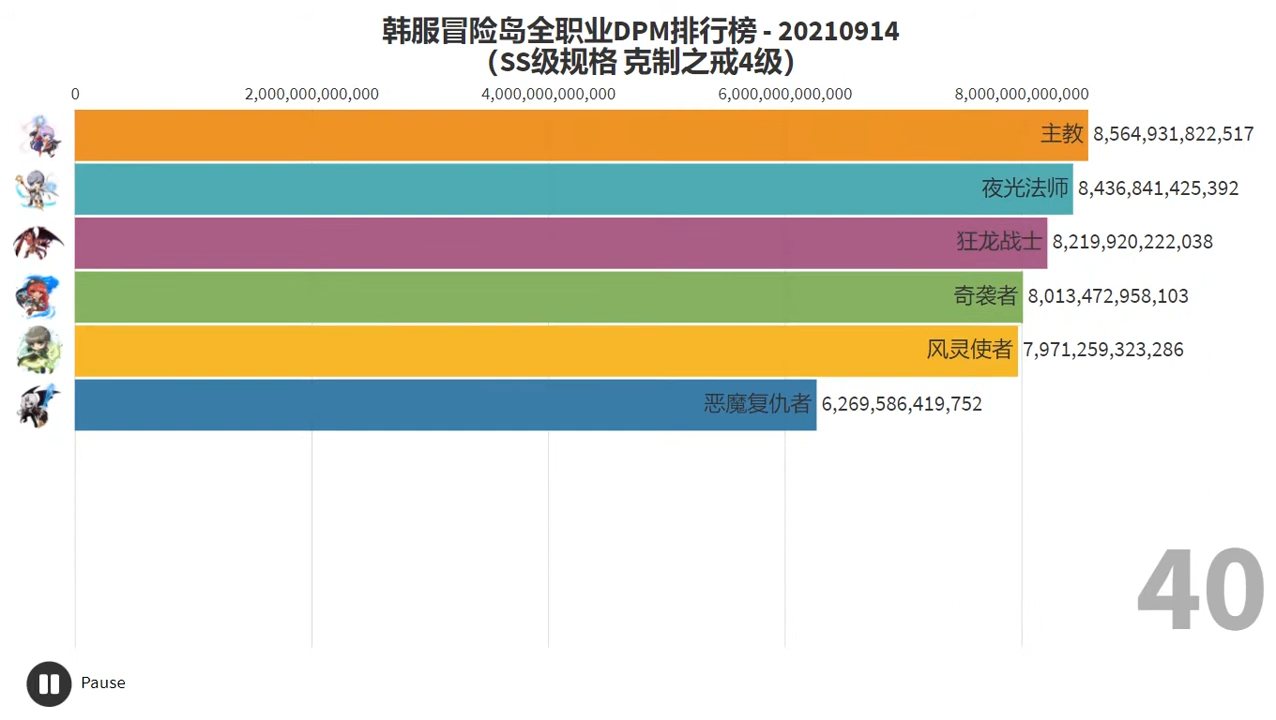 韩服冒险岛全职业DPM排行榜 - 20210914
（SS级规格 克制之戒4级）
0 2,000,000,000,000 4,000,000,000,000 6,000,000,000,000 8,000,000,000,000
主教 8,564,931,822,517
夜光法师 8,436,841,425,392
狂龙战士 8,219,920,222,038
奇袭者 8,013,472,958,103
风灵使者 7,971,259,323,286
恶魔复仇者 6,269,586,419,752
40
Pause